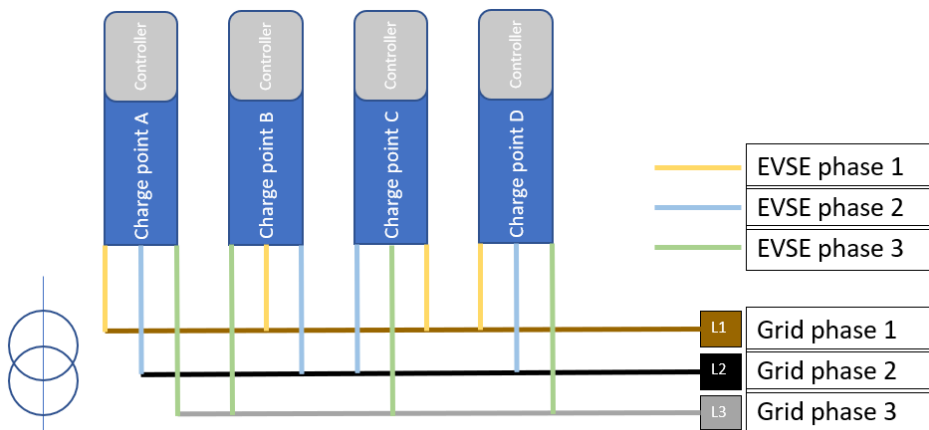 Controller
Charge point A
Controller
Charge point B
Controller
Charge point C
Controller
Charge point D
EVSE phase 1
EVSE phase 2
EVSE phase 3
L1 Grid phase 1
L2 Grid phase 2
L3 Grid phase 3